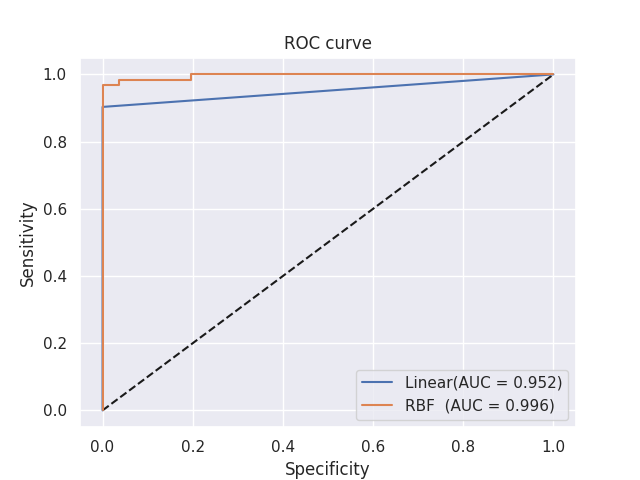 ROC curve
Sensitivity
1.0
0.8
0.6
0.4
0.2
0.0
Linear(AUC = 0.952)
RBF  (AUC = 0.996)
0.0 0.2 0.4 0.6 0.8 1.0
Specificity